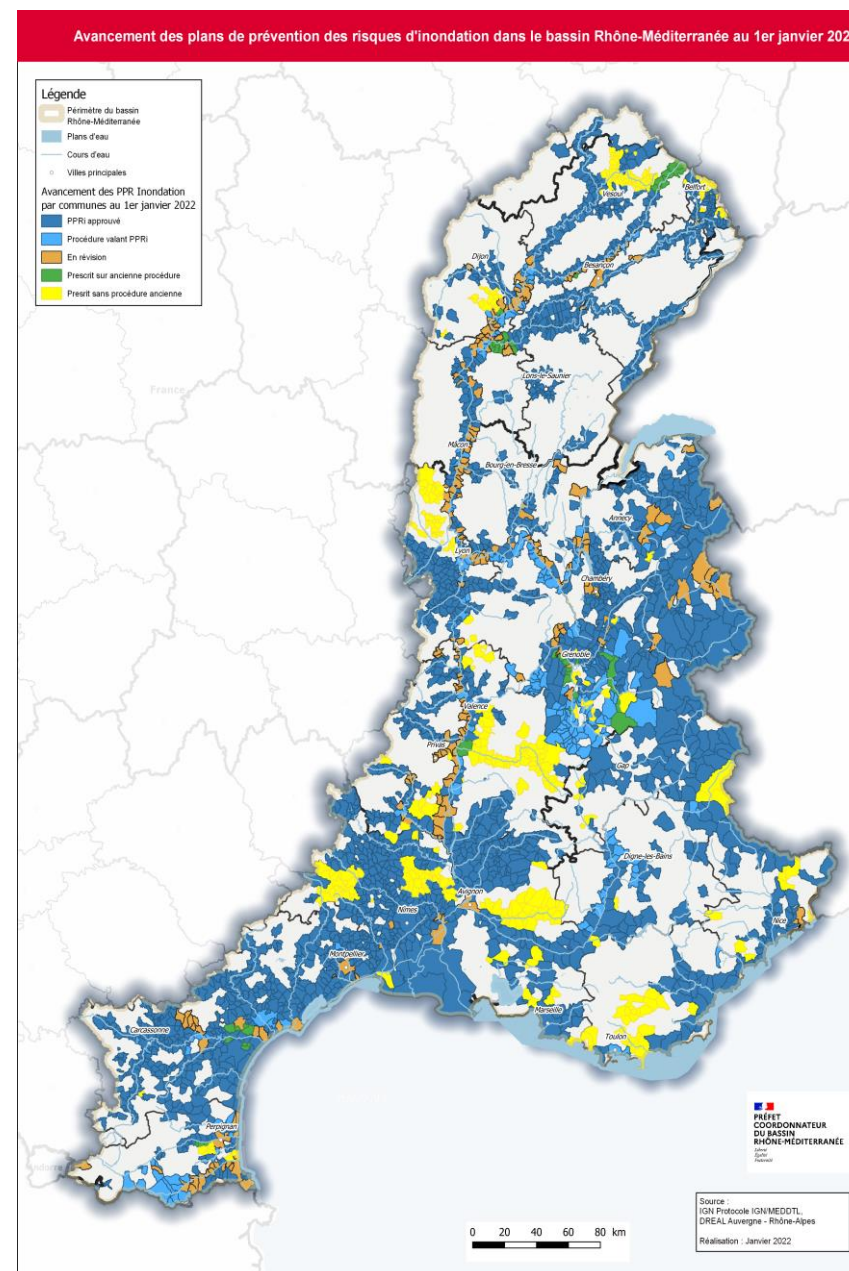 Avancement des plans de prévention des risques d'inondation dans le bassin Rhône-Méditerranée au 1er janvier 202
Légende
Périmètre du bassin
Rhône-Méditerranée
Plans d'eau
Cours d'eau
Villes principales
Avancement des PPR Inondation
par communes au 1er janvier 2022
PPRi approuvé
Procédure valant PPRi
En révision
Prescrit sur ancienne procédure
Presrit sans procédure ancienne
Vesoul
Belfort
Dijon
Besançon
Lons-le-Saunier
France
Mâcon
Bourg-en-Bresse
Annecy
Lyon
Chambéry
Grenoble
Valence
Privas
Gap
Digne-les-Bains
Avignon
Nîmes
Nice
Montpellier
Carcassonne
Marseille
Toulon
Perpignan
PRÉFET
COORDONNATEUR
DU BASSIN
RHÔNE-MÉDITERRANÉE
Liberté
Égalité
Fraternité
0 20 40 60 80 km
Source :
IGN Protocole IGN/MEDDTL,
DREAL Auvergne - Rhône-Alpes
Réalisation : Janvier 2022